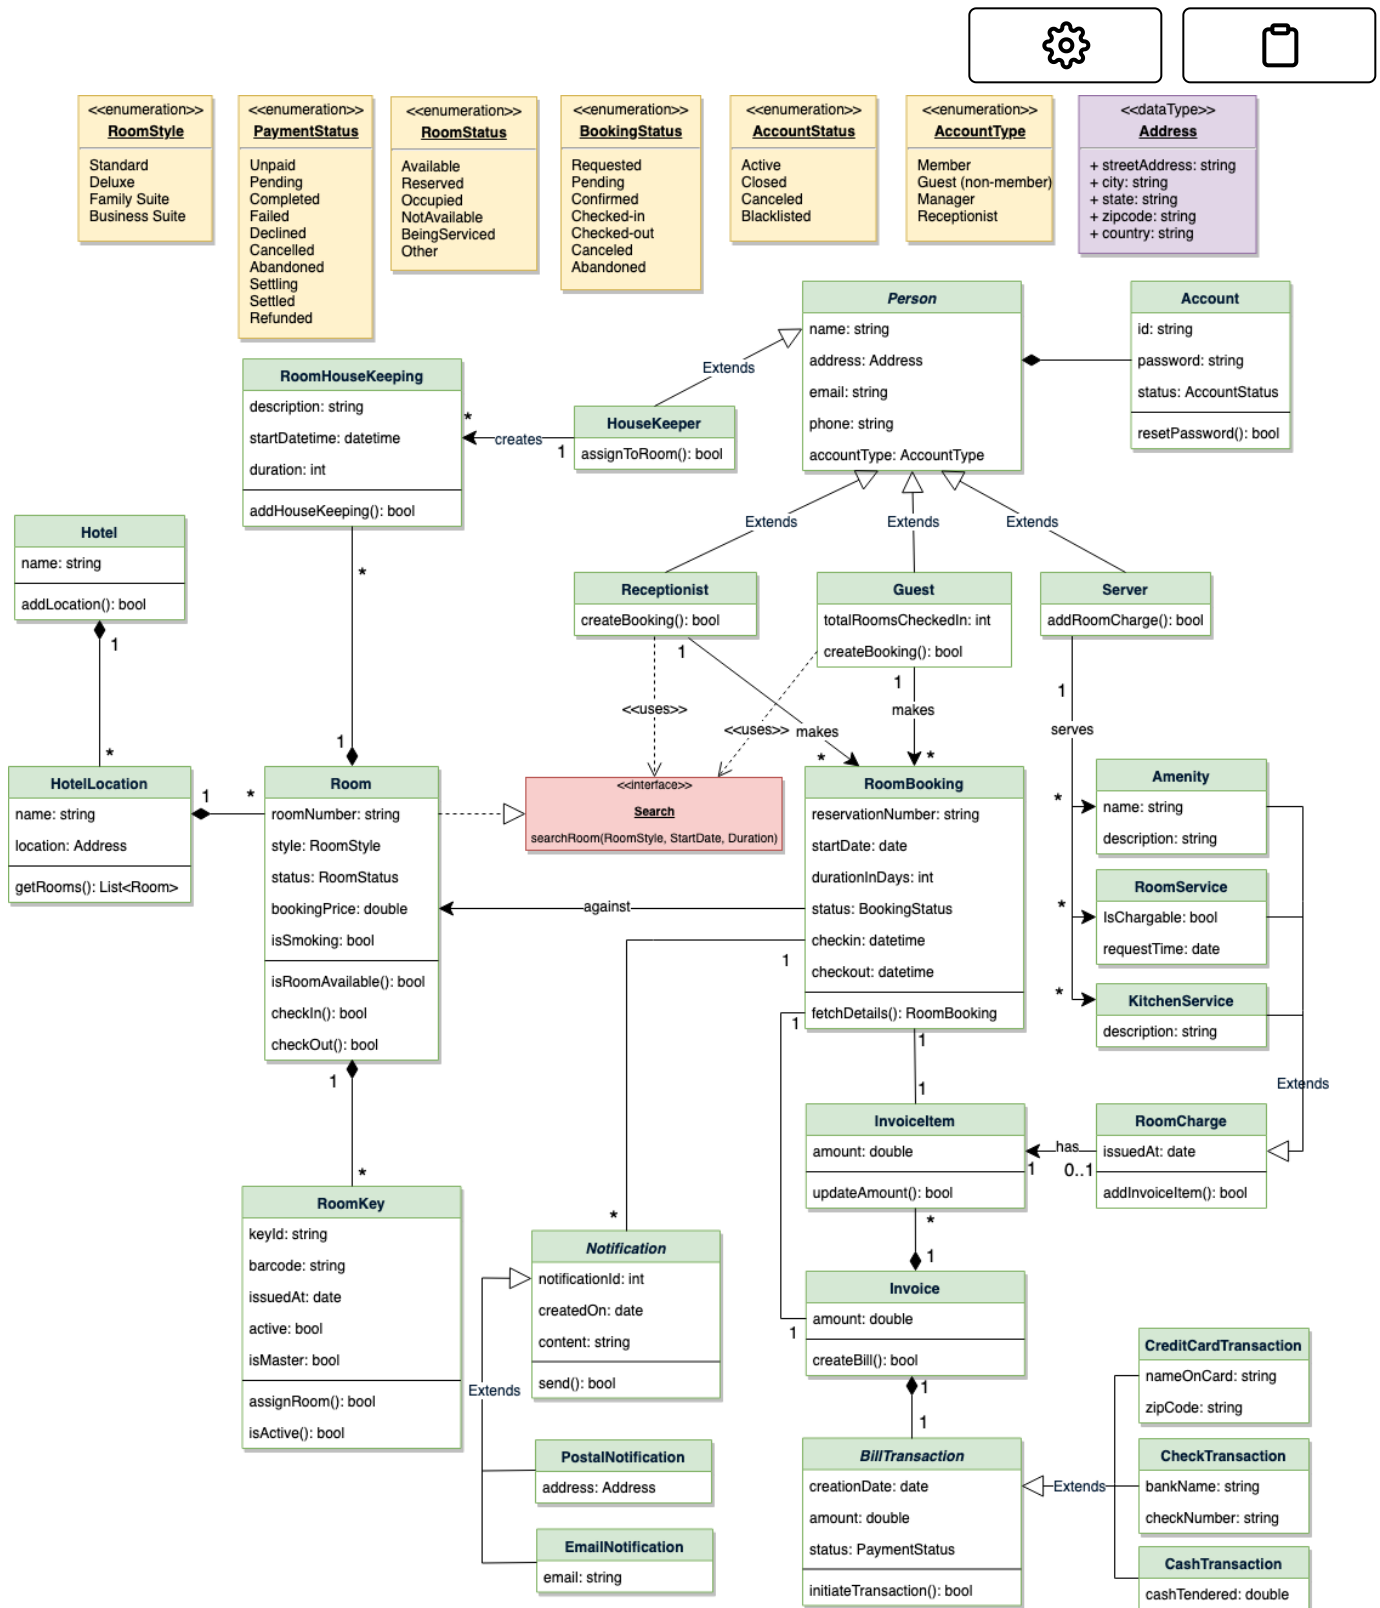 <<enumeration>>
RoomStyle
Standard
Deluxe
Family Suite
Business Suite
<<enumeration>>
PaymentStatus
Unpaid
Pending
Completed
Failed
Declined
Cancelled
Abandoned
Settling
Settled
Refunded
<<enumeration>>
RoomStatus
Available
Reserved
Occupied
NotAvailable
BeingServiced
Other
<<enumeration>>
BookingStatus
Requested
Pending
Confirmed
Checked-in
Checked-out
Canceled
Abandoned
<<enumeration>>
AccountStatus
Active
Closed
Canceled
Blacklisted
<<enumeration>>
AccountType
Member
Guest (non-member)
Manager
Receptionist
<<dataType>>
Address
+ streetAddress: string
+ city: string
+ state: string
+ zipcode: string
+ country: string
Person
name: string
address: Address
email: string
phone: string
accountType: AccountType
Account
id: string
password: string
status: AccountStatus
resetPassword(): bool
Extends
RoomHouseKeeping
description: string
startDatetime: datetime
duration: int
addHouseKeeping(): bool
*
creates
1
HouseKeeper
assignToRoom(): bool
Extends
Extends
Extends
Hotel
name: string
addLocation(): bool
1
*
*
1
Receptionist
createBooking(): bool
1
Guest
totalRoomsCheckedIn: int
createBooking(): bool
1
makes
*
Server
addRoomCharge(): bool
1
serves
<<uses>>
<<uses>>
makes
*
HotelLocation
name: string
location: Address
getRooms(): List<Room>
1
*
Room
roomNumber: string
style: RoomStyle
status: RoomStatus
bookingPrice: double
isSmoking: bool
isRoomAvailable(): bool
checkIn(): bool
checkOut(): bool
<<interface>>
Search
searchRoom(RoomStyle, StartDate, Duration)
against
RoomBooking
reservationNumber: string
startDate: date
durationInDays: int
status: BookingStatus
checkin: datetime
checkout: datetime
fetchDetails(): RoomBooking
1
1
1
1
*
Amenity
name: string
description: string
*
RoomService
IsChargable: bool
requestTime: date
*
KitchenService
description: string
Extends
InvoiceItem
amount: double
updateAmount(): bool
has
1
0..1
RoomCharge
issuedAt: date
addInvoiceItem(): bool
1
*
RoomKey
keyId: string
barcode: string
issuedAt: date
active: bool
isMaster: bool
assignRoom(): bool
isActive(): bool
*
Notification
notificationId: int
createdOn: date
content: string
send(): bool
Extends
PostalNotification
address: Address
EmailNotification
email: string
*
1
Invoice
amount: double
createBill(): bool
1
1
1
BillTransaction
creationDate: date
amount: double
status: PaymentStatus
initiateTransaction(): bool
Extends
CreditCardTransaction
nameOnCard: string
zipCode: string
CheckTransaction
bankName: string
checkNumber: string
CashTransaction
cashTendered: double